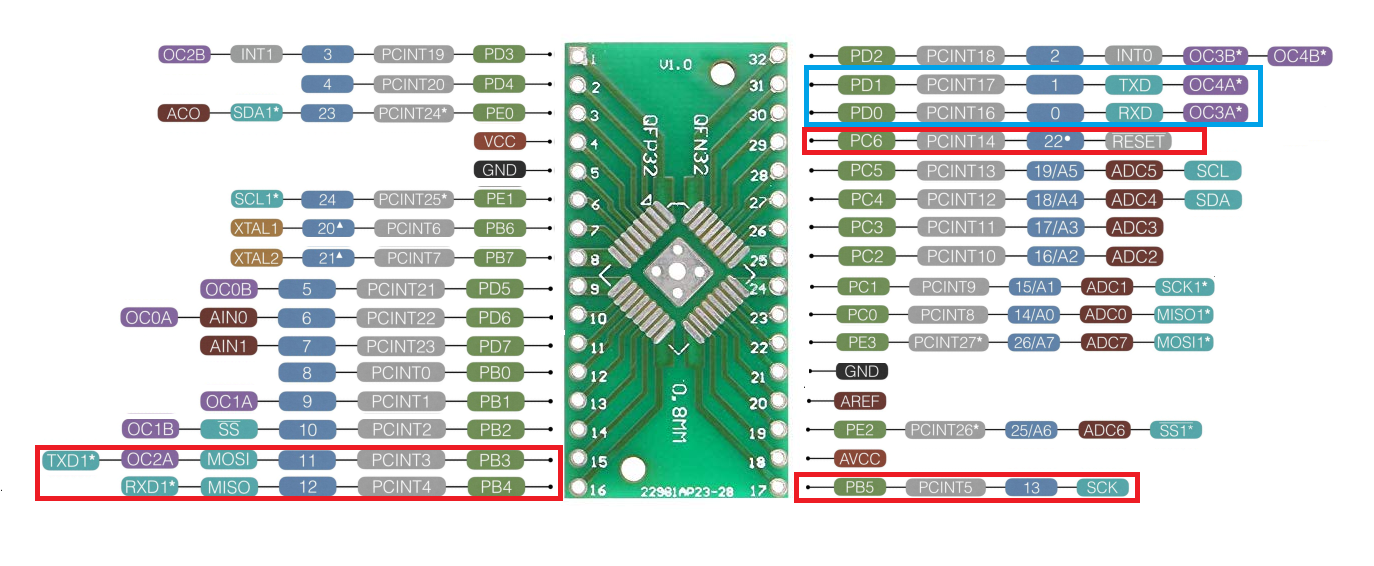 OC2B INT1 3 PCINT19 PD3
4 PCINT20 PD4
ACO SDA1* 23 PCINT24* PE0
VCC
GND
SCL1* 24 PCINT25* PE1
XTAL1 20▲ PCINT6 PB6
XTAL2 21▲ PCINT7 PB7
OC0B 5 PCINT21 PD5
OC0A AIN0 6 PCINT22 PD6
AIN1 7 PCINT23 PD7
8 PCINT0 PB0
OC1A 9 PCINT1 PB1
OC1B SS 10 PCINT2 PB2
TXD1* OC2A MOSI 11 PCINT3 PB3
RXD1* MISO 12 PCINT4 PB4
1 V1.0 32
2 31
3 30
4 29
5 28
6 27
7 26
8 25
9 24
10 23
11 22
12 21
13 20
14 19
15 18
16 22981AP23-28 17
QFP32
QFN32
0.8MM
PD2 PCINT18 2 INT0 OC3B* OC4B*
PD1 PCINT17 1 TXD OC4A*
PD0 PCINT16 0 RXD OC3A*
PC6 PCINT14 22● RESET
PC5 PCINT13 19/A5 ADC5 SCL
PC4 PCINT12 18/A4 ADC4 SDA
PC3 PCINT11 17/A3 ADC3
PC2 PCINT10 16/A2 ADC2
PC1 PCINT9 15/A1 ADC1 SCK1*
PC0 PCINT8 14/A0 ADC0 MISO1*
PE3 PCINT27* 26/A7 ADC7 MOSI1*
GND
AREF
PE2 PCINT26* 25/A6 ADC6 SS1*
AVCC
PB5 PCINT5 13 SCK